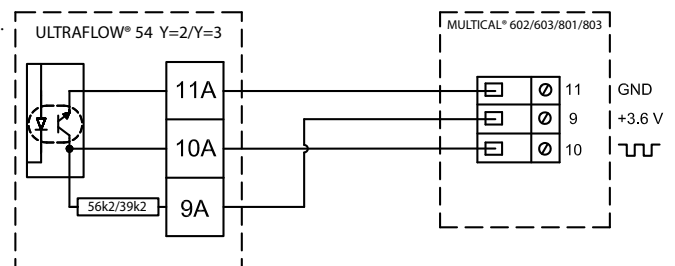 ULTRAFLOW® 54 Y=2/Y=3
11A
10A
56k2/39k2
9A
MULTICAL® 602/603/801/803
11 GND
9 +3.6 V
10